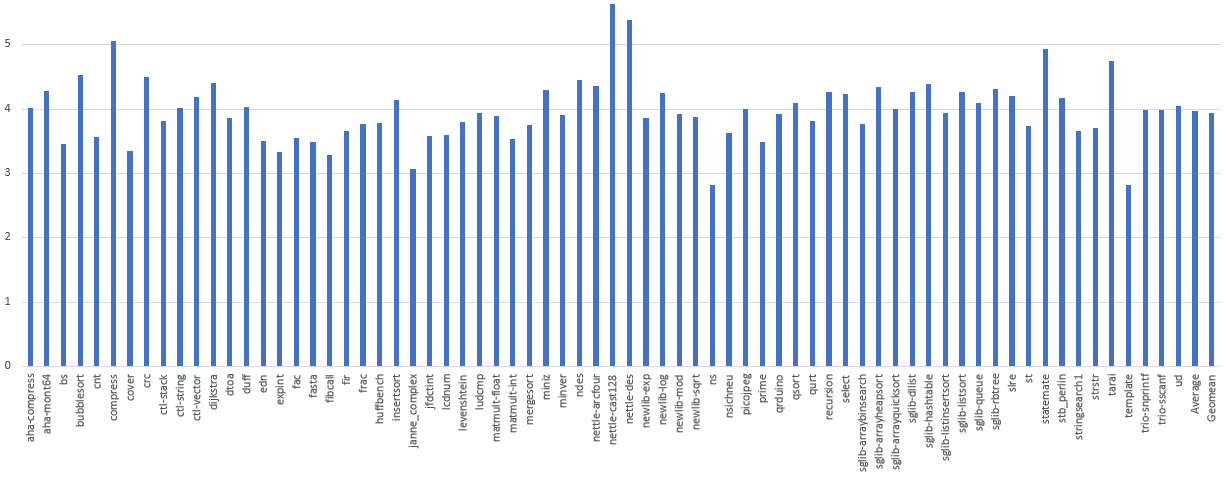 5
4
3
2
1
0
aha-compress
aha-mont64
bs
bubblesort
cnt
compress
cover
crc
ctl-stack
ctl-string
ctl-vector
dijkstra
dtoa
duff
edn
expint
fac
fasta
fibcall
fir
frac
huffbench
insertsort
janne_complex
jfdctint
lcdnum
levenshtein
ludcmp
matmult-float
matmult-int
mergesort
miniz
minver
ndes
nettle-arcfour
nettle-cast128
nettle-des
newlib-exp
newlib-log
newlib-mod
newlib-sqrt
ns
nsichneu
picojpeg
prime
qrduino
qsort
qurt
recursion
select
sglib-arraybinsearch
sglib-arrayheapsort
sglib-arrayquicksort
sglib-dllist
sglib-hashtable
sglib-listinsertsort
sglib-listsort
sglib-queue
sglib-rbtree
slre
st
statemate
stb_perlin
stringsearch1
strstr
tarai
template
trio-snprintf
trio-sscanf
ud
Average
Geomean